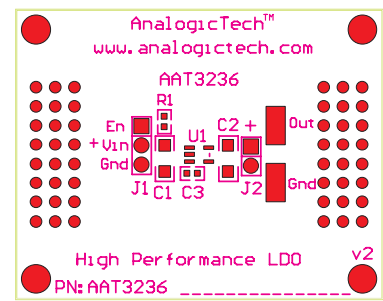 AnalogicTech™
www.analogictech.com
AAT3236
R1
En
U1
C2 +
Out
+ Vin
Gnd
Gnd
J1 C1 C3 J2
High Performance LDO
v2
PN: AAT3236 _______________